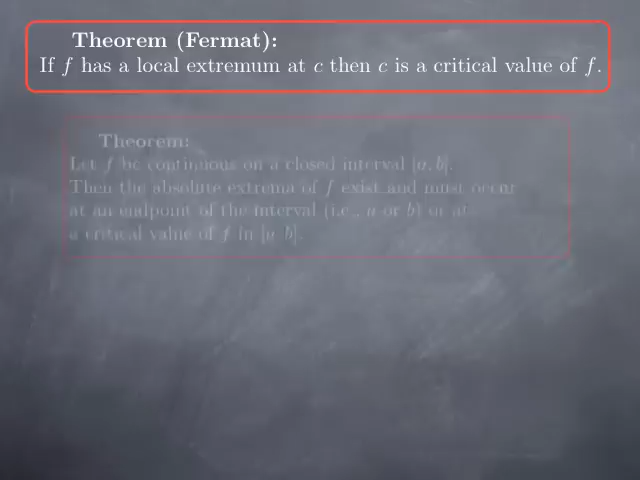 Theorem (Fermat):
If f has a local extremum at c then c is a critical value of f.
Theorem:
Let f be continuous on a closed interval [a, b].
Then the absolute extrema of f exist and must occur
at an endpoint of the interval (i.e., a or b) or at
a critical value of f in [a, b].